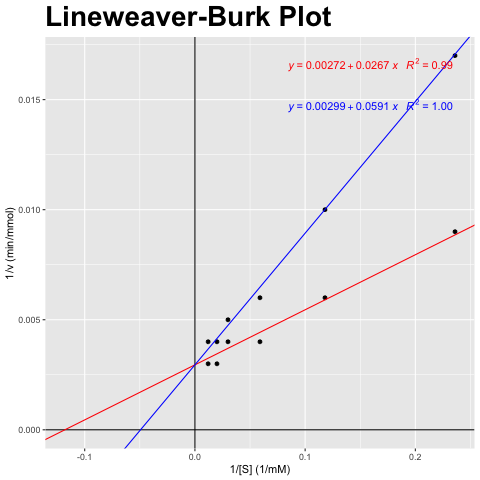 Lineweaver-Burk Plot
y = 0.00272 + 0.0267 x R² = 0.99
y = 0.00299 + 0.0591 x R² = 1.00
0.015
0.010
0.005
0.000
1/v (min/mmol)
-0.1
0.0
0.1
0.2
1/[S] (1/mM)